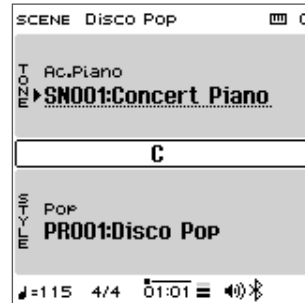 SCENE Disco Pop
TONE
Ac.Piano
SN001:Concert Piano
C
STYLE
Pop
PR001:Disco Pop
♩=115 4/4 01:01